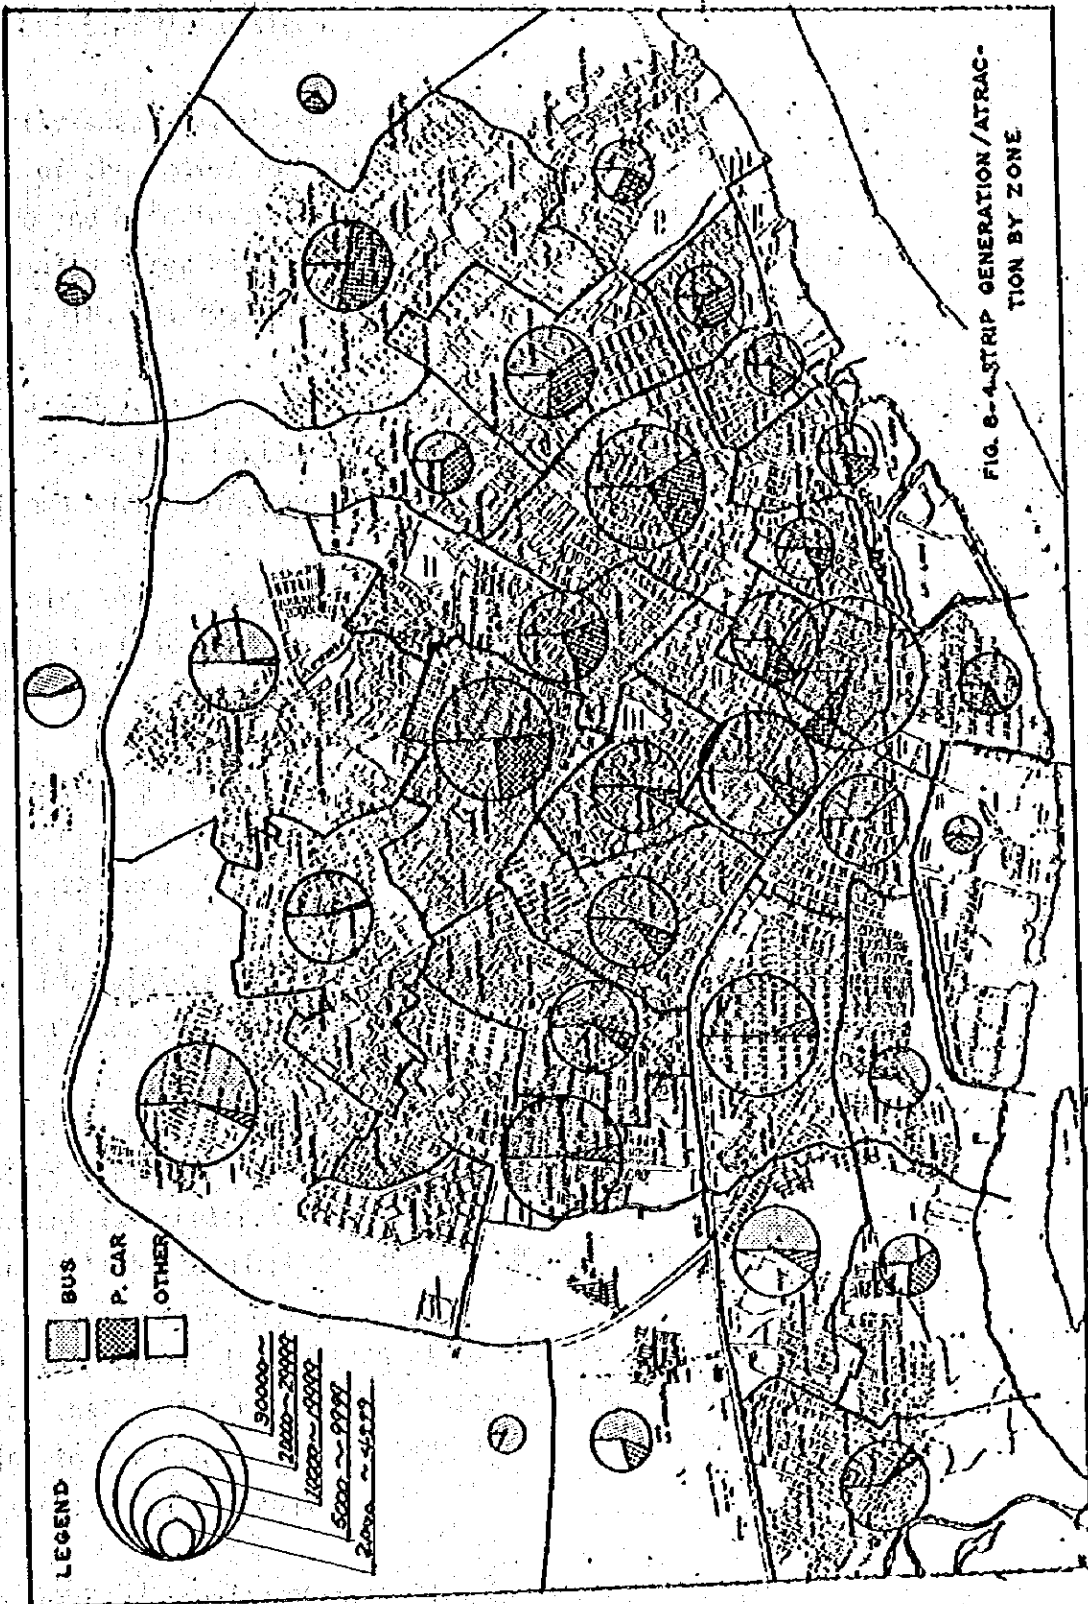 FIG. 8-4 STRIP GENERATION/ATRAC-
TION BY ZONE
LEGEND
BUS
P. CAR
OTHER
30000~
20000~29999
10000~19999
5000~9999
2000~4999